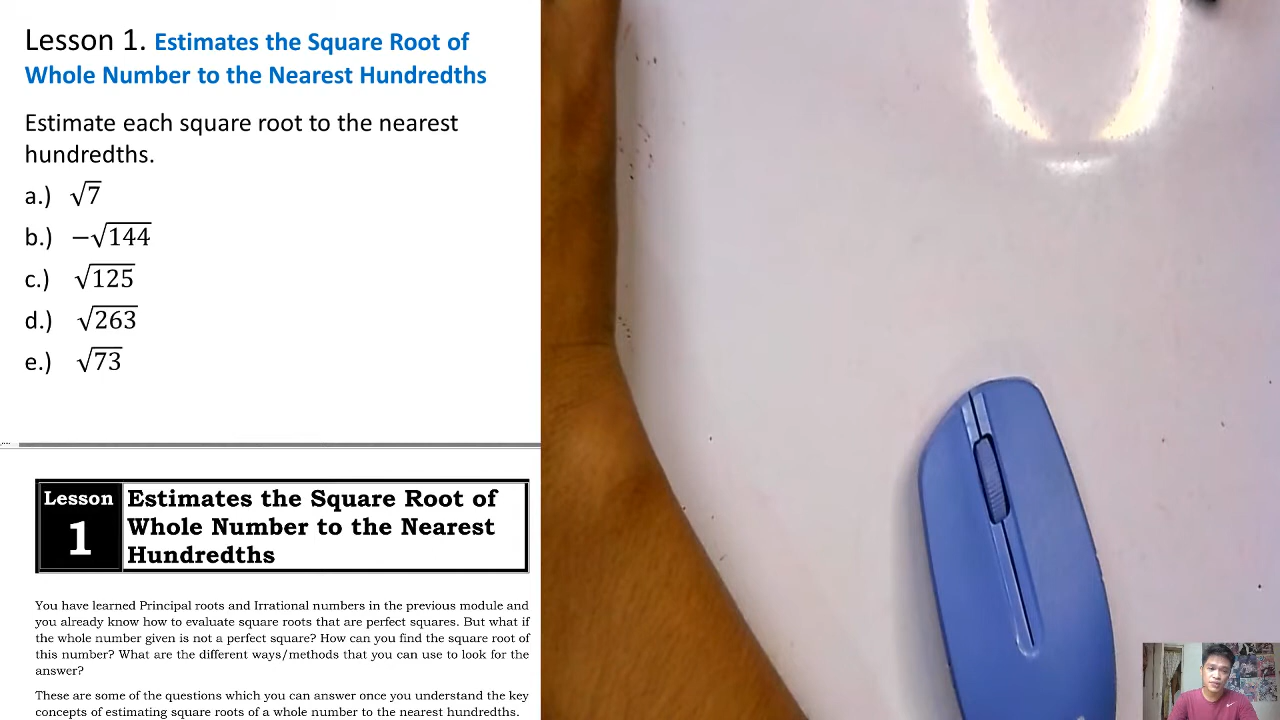 Lesson 1. Estimates the Square Root of
Whole Number to the Nearest Hundredths
Estimate each square root to the nearest
hundredths.
a.) √7
b.) −√144
c.) √125
d.) √263
e.) √73
Lesson
1
Estimates the Square Root of
Whole Number to the Nearest
Hundredths
You have learned Principal roots and Irrational numbers in the previous module and
you already know how to evaluate square roots that are perfect squares. But what if
the whole number given is not a perfect square? How can you find the square root of
this number? What are the different ways/methods that you can use to look for the
answer?
These are some of the questions which you can answer once you understand the key
concepts of estimating square roots of a whole number to the nearest hundredths.